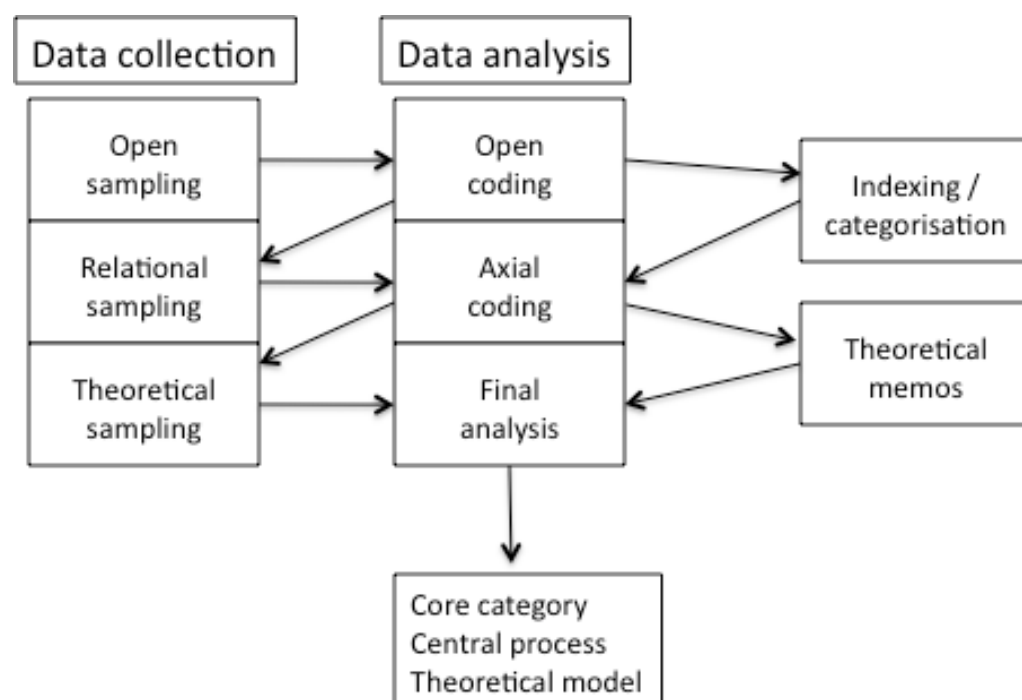 Data collection
Data analysis
Open
sampling
Open
coding
Indexing /
categorisation
Relational
sampling
Axial
coding
Theoretical
memos
Theoretical
sampling
Final
analysis
Core category
Central process
Theoretical model